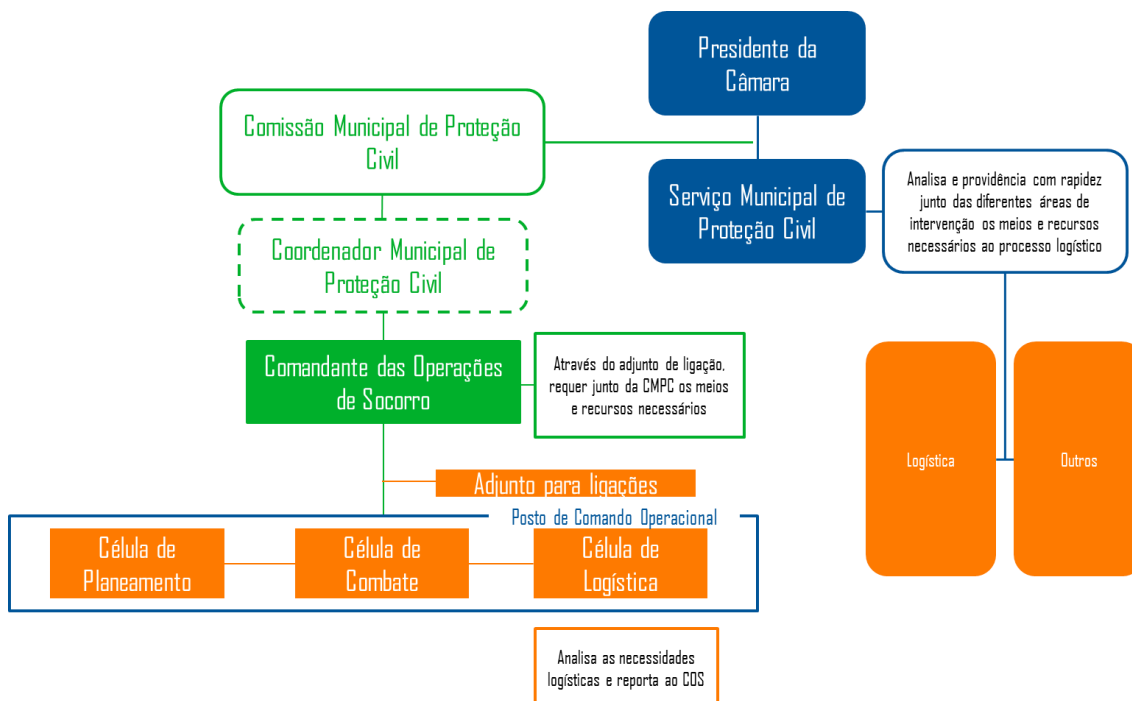 Presidente da
Câmara
Comissão Municipal de Proteção
Civil
Serviço Municipal de
Proteção Civil
Analisa e providência com rapidez
junto das diferentes áreas de
intervenção os meios e recursos
necessários ao processo logístico
Coordenador Municipal de
Proteção Civil
Comandante das Operações
de Socorro
Através do adjunto de ligação,
requer junto da CMPC os meios
e recursos necessários
Logística
Outros
Adjunto para ligações
Posto de Comando Operacional
Célula de
Planeamento
Célula de
Combate
Célula de
Logística
Analisa as necessidades
logísticas e reporta ao COS